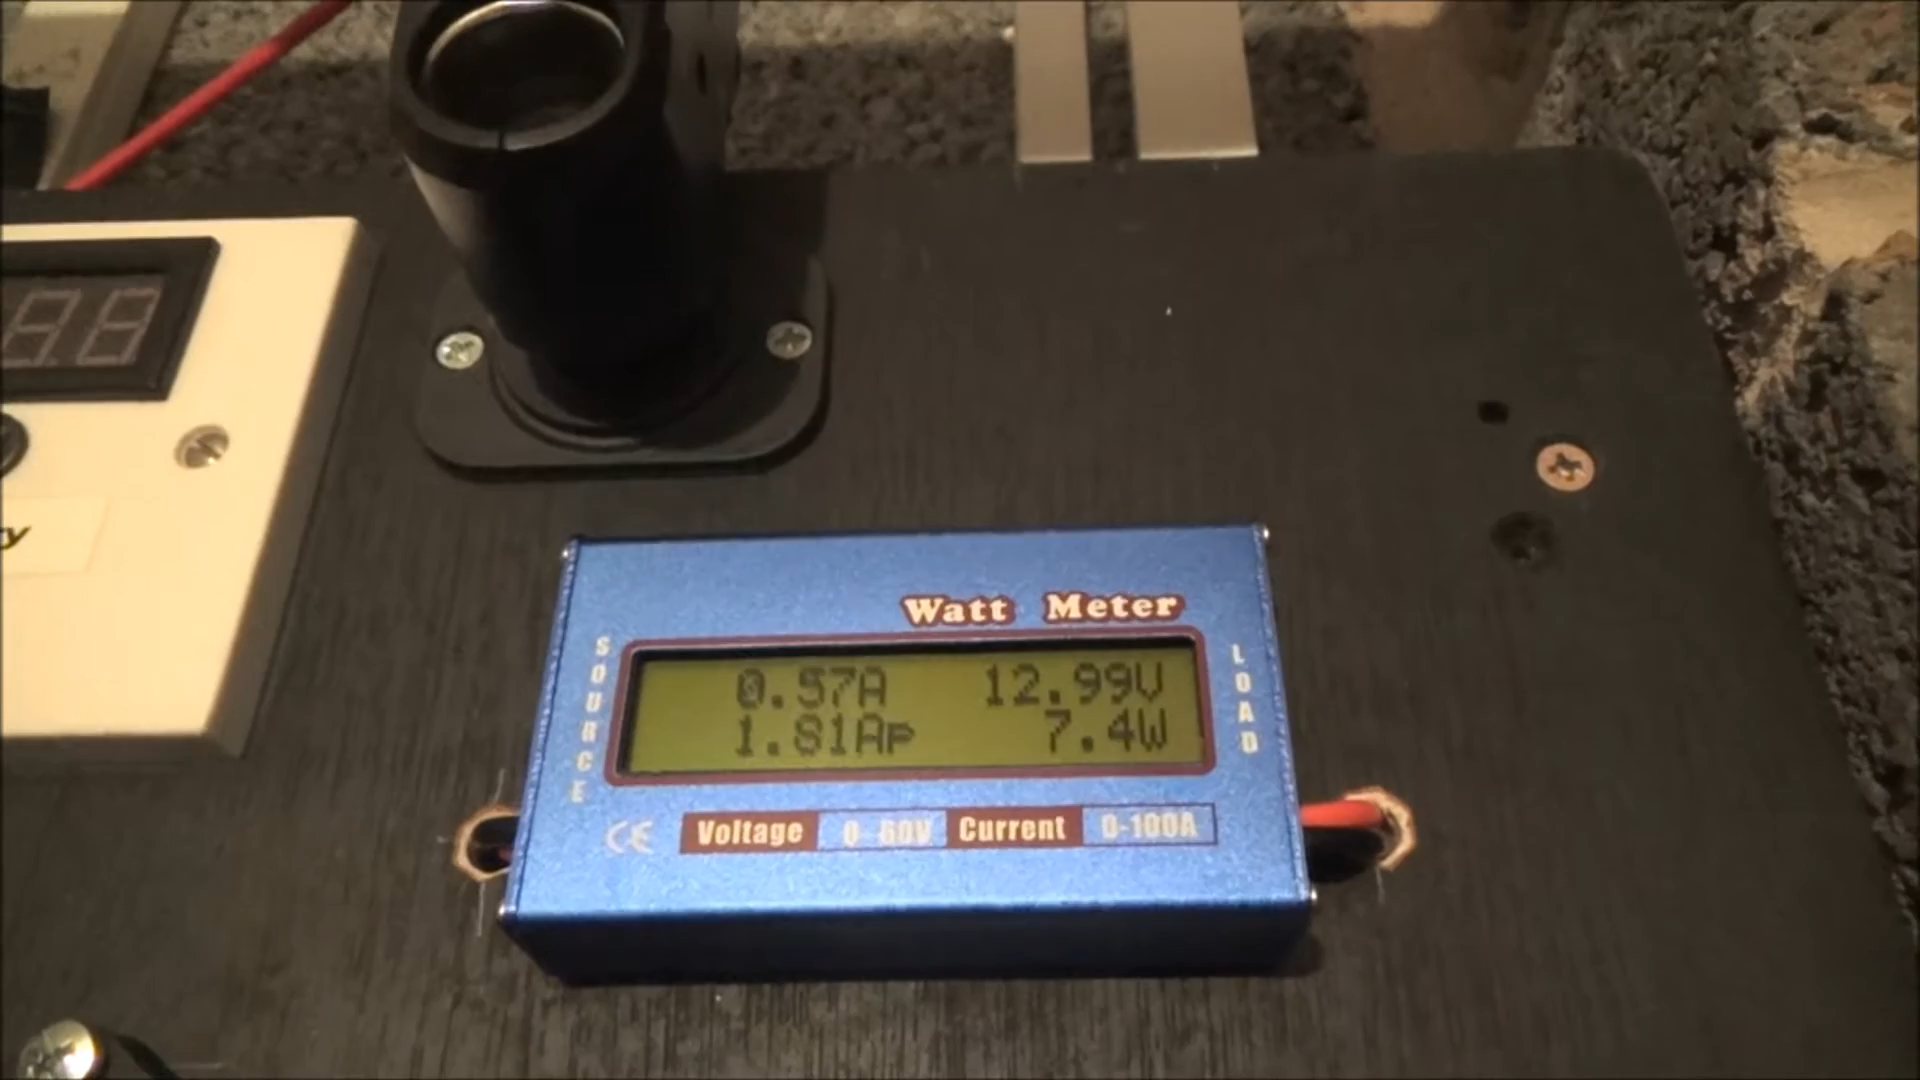 Watt Meter
SOURCE
0.57A 12.99V
1.81Ap 7.4W
LOAD
CE Voltage 0-60V Current 0-100A